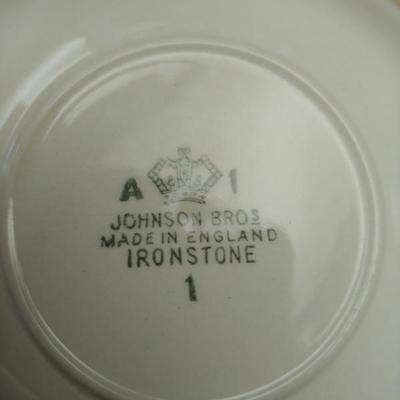 A 1
JOHNSON BROS
MADE IN ENGLAND
IRONSTONE
1